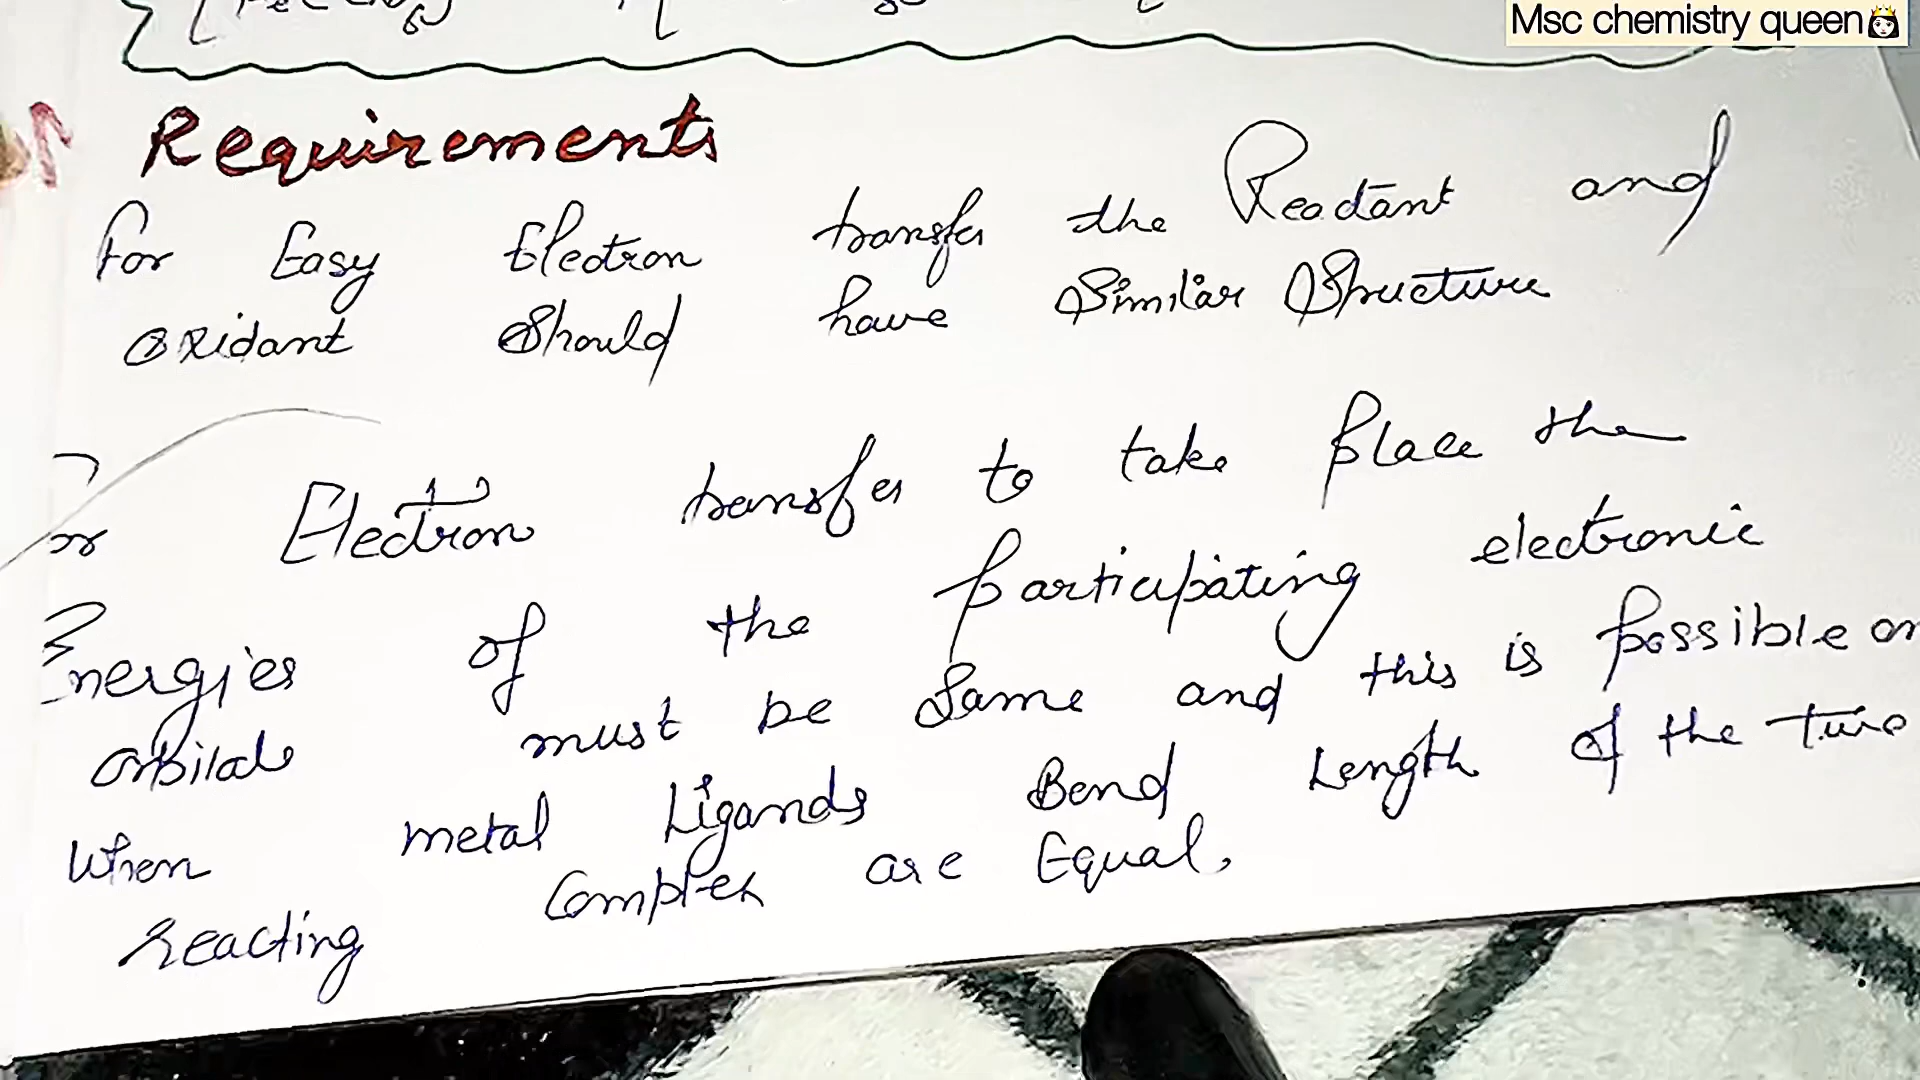 Msc chemistry queen
Requirements
For Easy Electron transfer the Reactant and
oxidant should have Similar Structure
Electron transfer to take place the
Energies of the participating electronic
orbitals must be Same and this is possible on
When metal Ligands Bond Length of the two
reacting Complex are Equal.